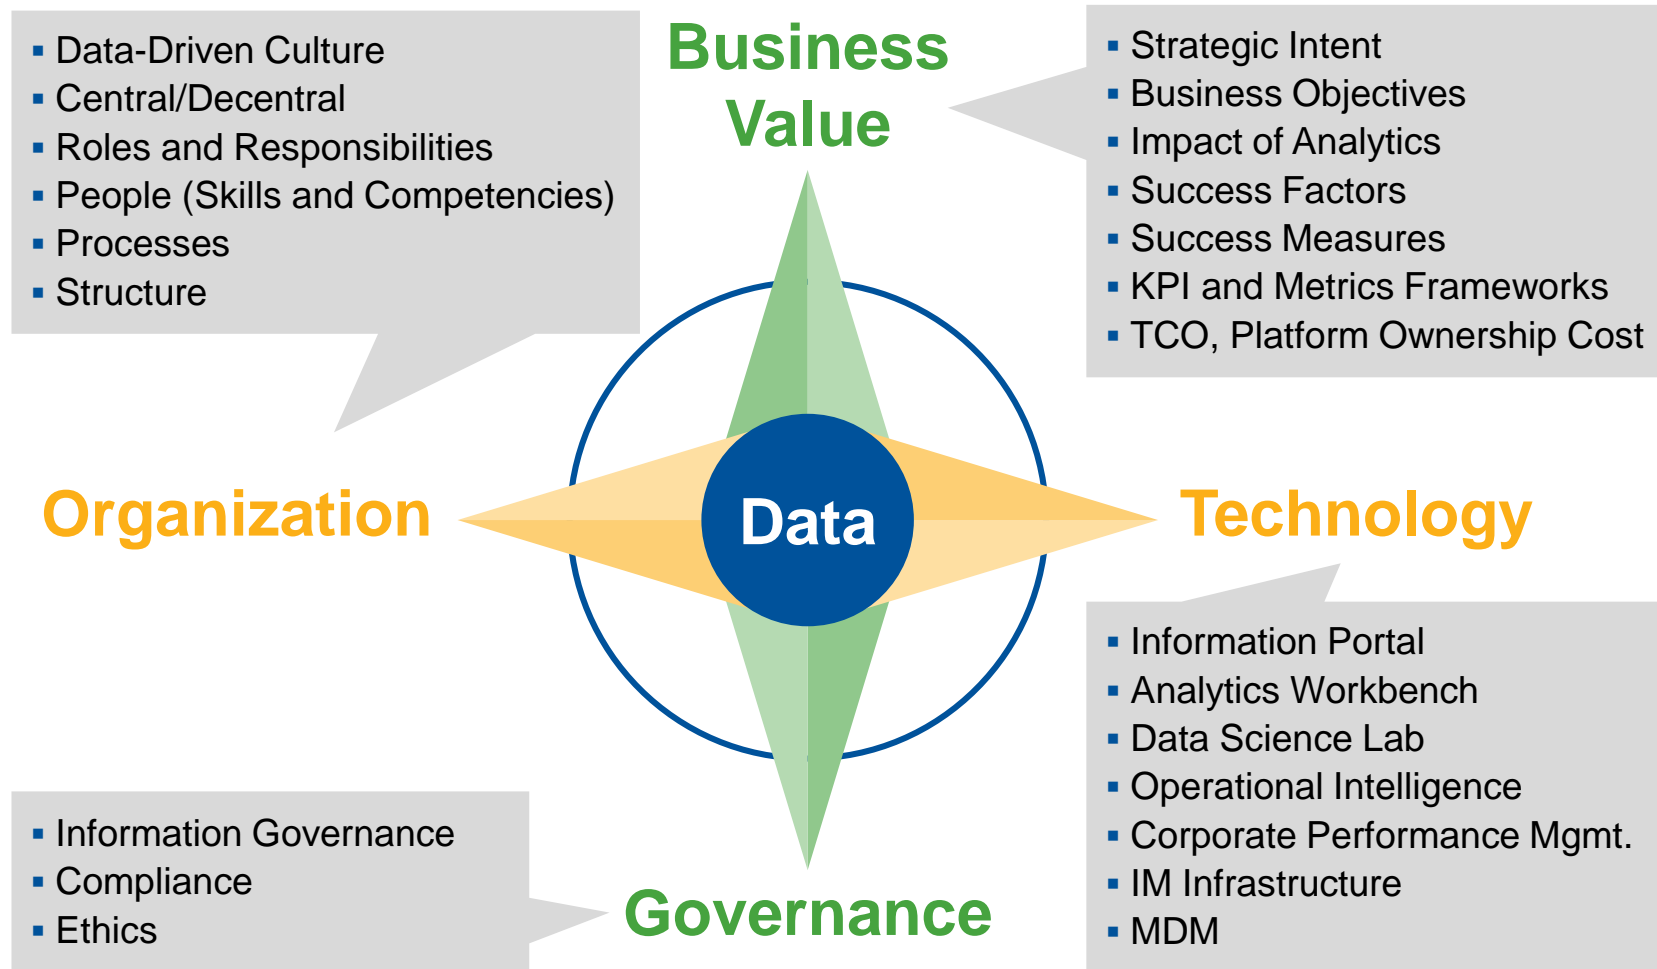 Data-Driven Culture
Central/Decentral
Roles and Responsibilities
People (Skills and Competencies)
Processes
Structure
Business
Value
Strategic Intent
Business Objectives
Impact of Analytics
Success Factors
Success Measures
KPI and Metrics Frameworks
TCO, Platform Ownership Cost
Organization
Data
Technology
Information Governance
Compliance
Ethics
Governance
Information Portal
Analytics Workbench
Data Science Lab
Operational Intelligence
Corporate Performance Mgmt.
IM Infrastructure
MDM